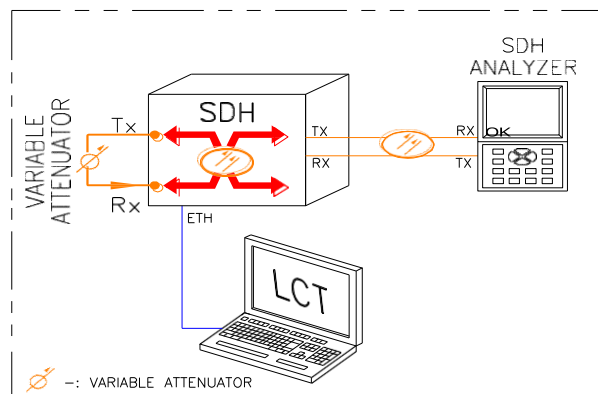 SDH
ANALYZER
SDH
Tx
TX
RX
OK
RX
TX
VARIABLE
ATTENUATOR
Rx
ETH
LCT
-: VARIABLE ATTENUATOR